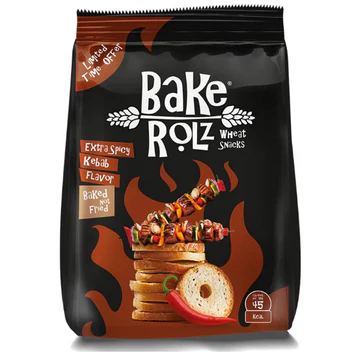 Limited
Time Offer
BAKE®
ROLZ
Wheat
Snacks
Extra Spicy
Kebab
Flavor
BAKED
Not
Fried
45
Kcal